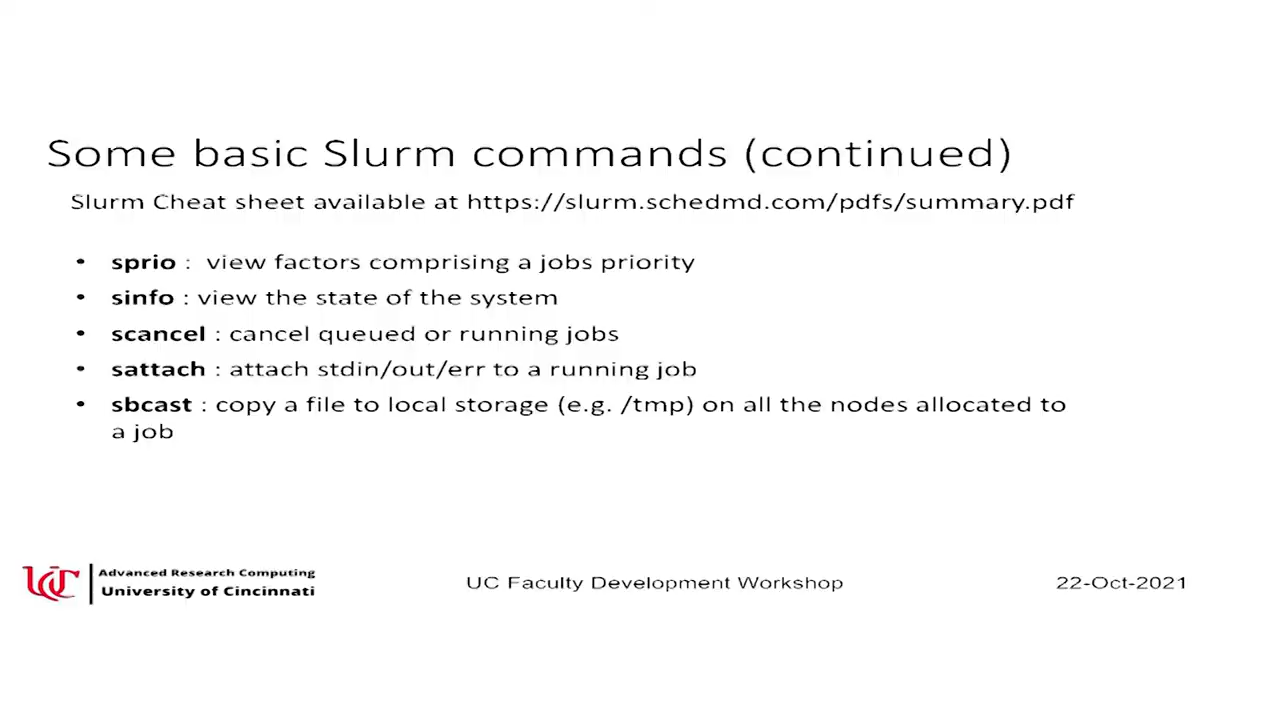 Some basic Slurm commands (continued)
Slurm Cheat sheet available at https://slurm.schedmd.com/pdfs/summary.pdf
• sprio : view factors comprising a jobs priority
• sinfo : view the state of the system
• scancel : cancel queued or running jobs
• sattach : attach stdin/out/err to a running job
• sbcast : copy a file to local storage (e.g. /tmp) on all the nodes allocated to
a job
UC Advanced Research Computing
University of Cincinnati
UC Faculty Development Workshop
22-Oct-2021